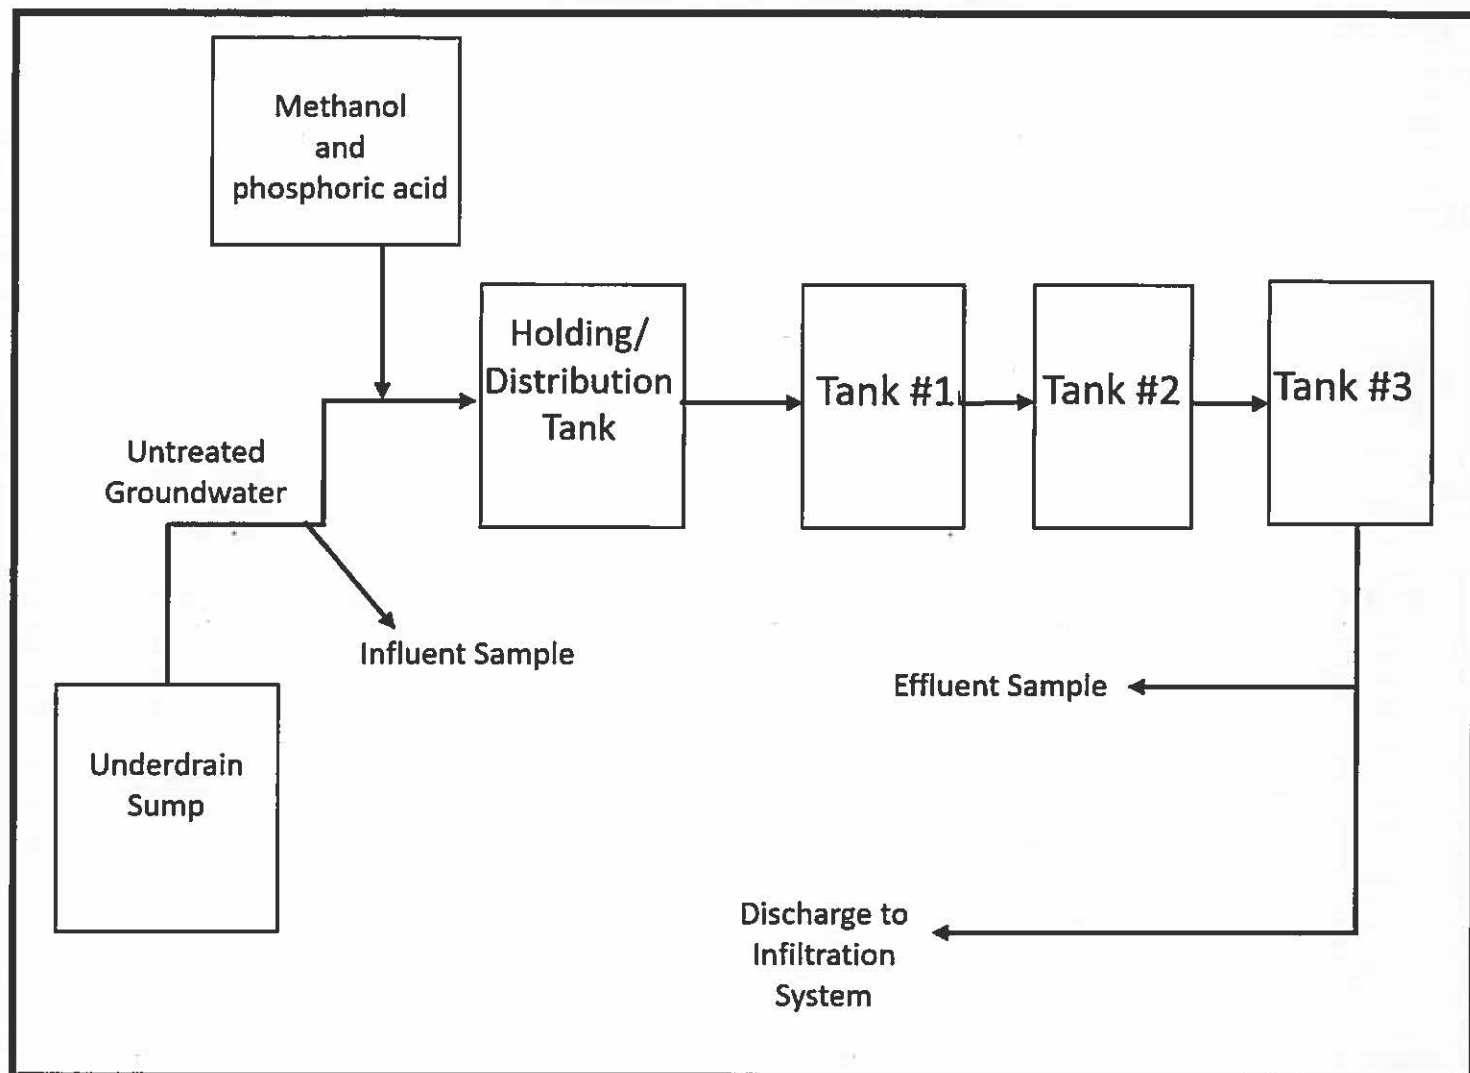 Methanol
and
phosphoric acid
Holding/
Distribution
Tank
Tank #1
Tank #2
Tank #3
Untreated
Groundwater
Influent Sample
Effluent Sample
Underdrain
Sump
Discharge to
Infiltration
System